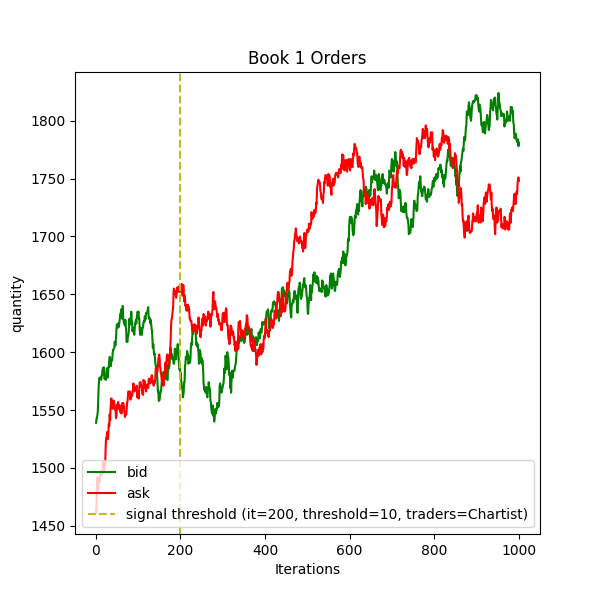 Book 1 Orders
quantity
1800
1750
1700
1650
1600
1550
1500
1450
bid
ask
signal threshold (it=200, threshold=10, traders=Chartist)
0 200 400 600 800 1000
Iterations